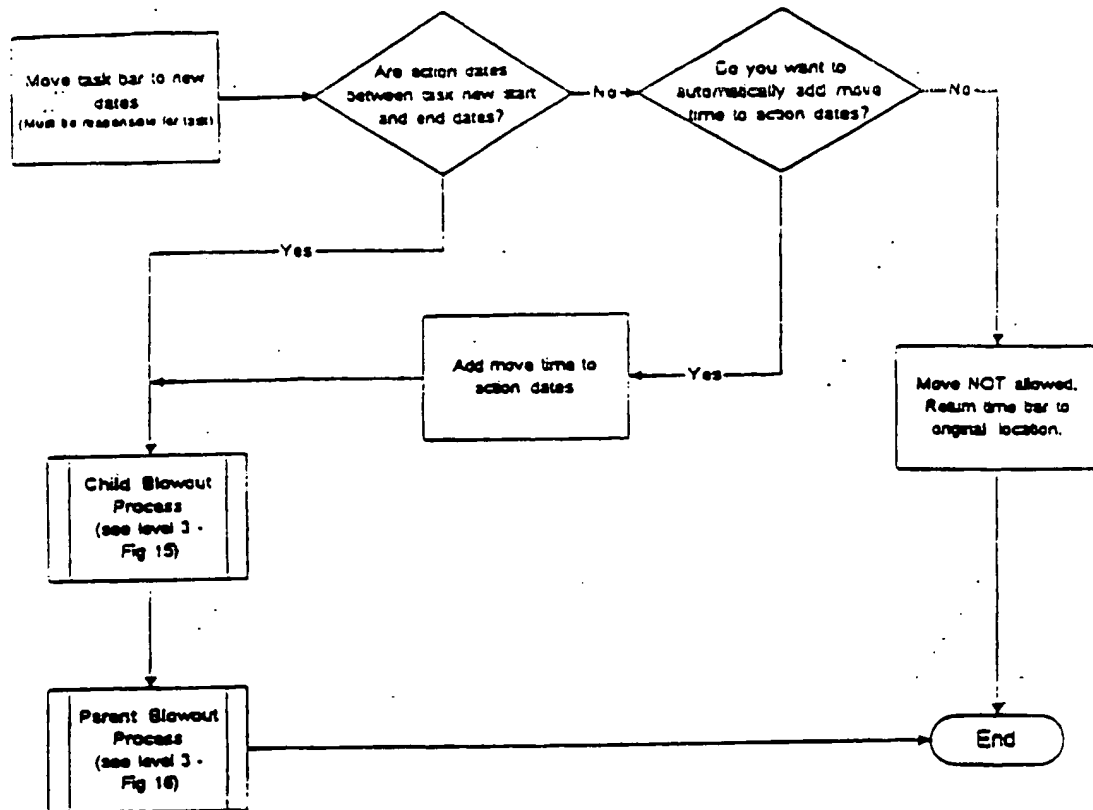 Move task bar to new
dates
(Must be responsible for task)
Are action dates
between task new start
and end dates?
No
Do you want to
automatically add move
time to action dates?
No
Yes
Add move time to
action dates
Yes
Move NOT allowed.
Return time bar to
original location.
Child Blowout
Process
(see level 3 -
Fig 15)
Parent Blowout
Process
(see level 3 -
Fig 16)
End